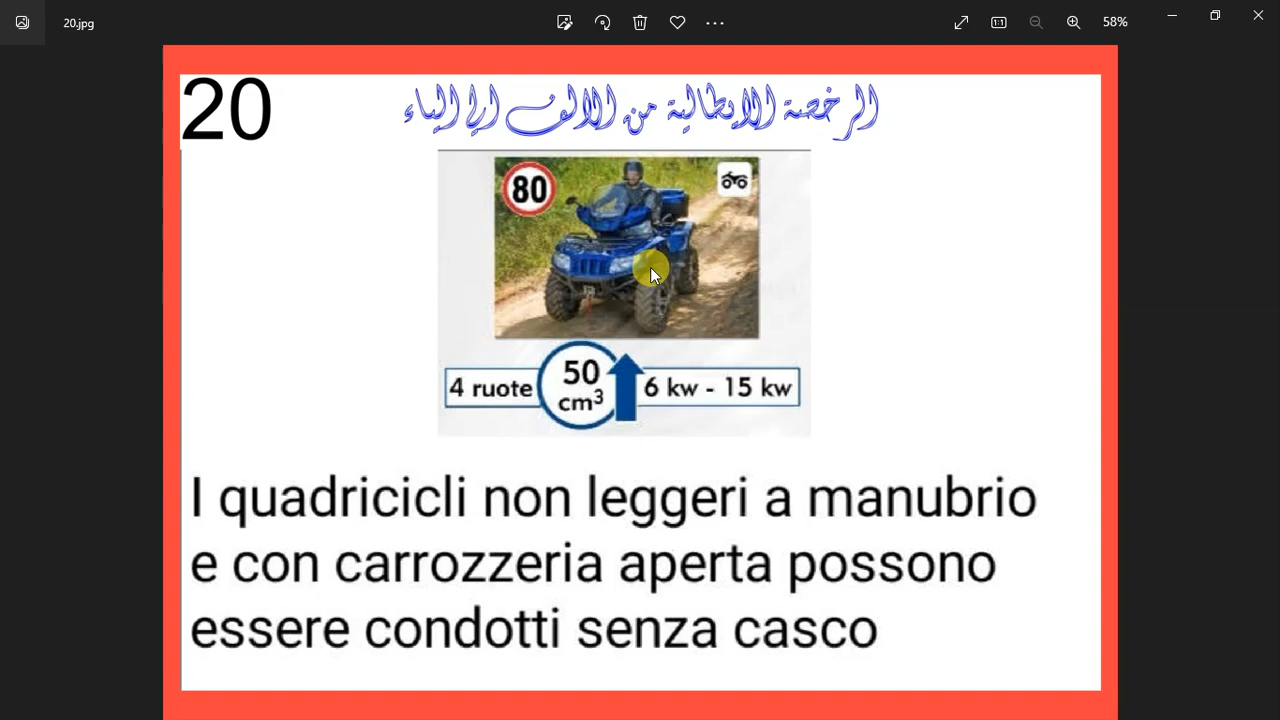 20.jpg
58%
20
الرخصة الايطالية من الالف الى الياء
80
4 ruote
50 cm³
6 kw - 15 kw
I quadricicli non leggeri a manubrio
e con carrozzeria aperta possono
essere condotti senza casco